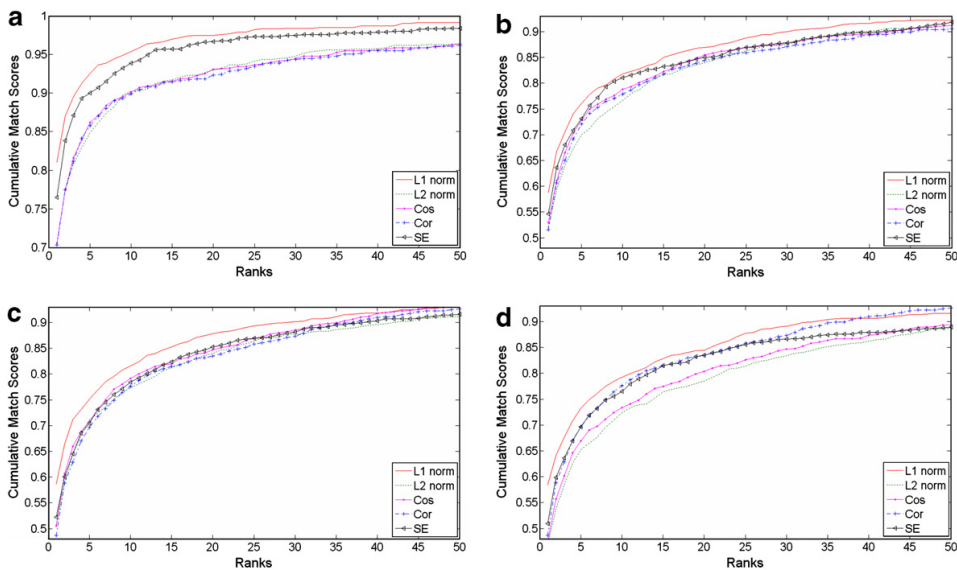 a
Cumulative Match Scores
1
0.95
0.9
0.85
0.8
0.75
0.7
0 5 10 15 20 25 30 35 40 45 50
Ranks
L1 norm
L2 norm
Cos
Cor
SE
b
Cumulative Match Scores
0.9
0.85
0.8
0.75
0.7
0.65
0.6
0.55
0.5
0 5 10 15 20 25 30 35 40 45 50
Ranks
L1 norm
L2 norm
Cos
Cor
SE
c
Cumulative Match Scores
0.9
0.85
0.8
0.75
0.7
0.65
0.6
0.55
0.5
0 5 10 15 20 25 30 35 40 45 50
Ranks
L1 norm
L2 norm
Cos
Cor
SE
d
Cumulative Match Scores
0.9
0.85
0.8
0.75
0.7
0.65
0.6
0.55
0.5
0 5 10 15 20 25 30 35 40 45 50
Ranks
L1 norm
L2 norm
Cos
Cor
SE